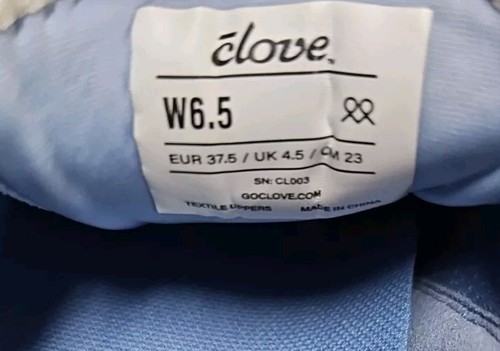 clove
W6.5
EUR 37.5 / UK 4.5 / CM 23
SN: CL003
GOCLOVE.COM
TEXTILE UPPERS MADE IN CHINA